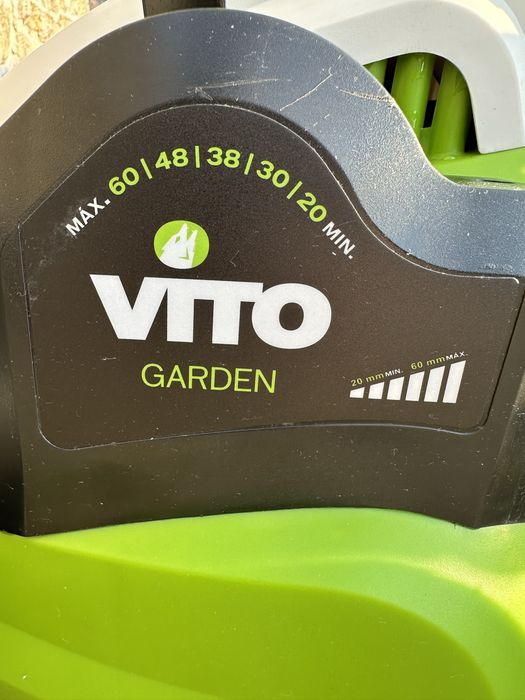 MÁX. 60 | 48 | 38 | 30 | 20 MIN.
VITO
GARDEN
20 mm MIN. 60 mm MÁX.